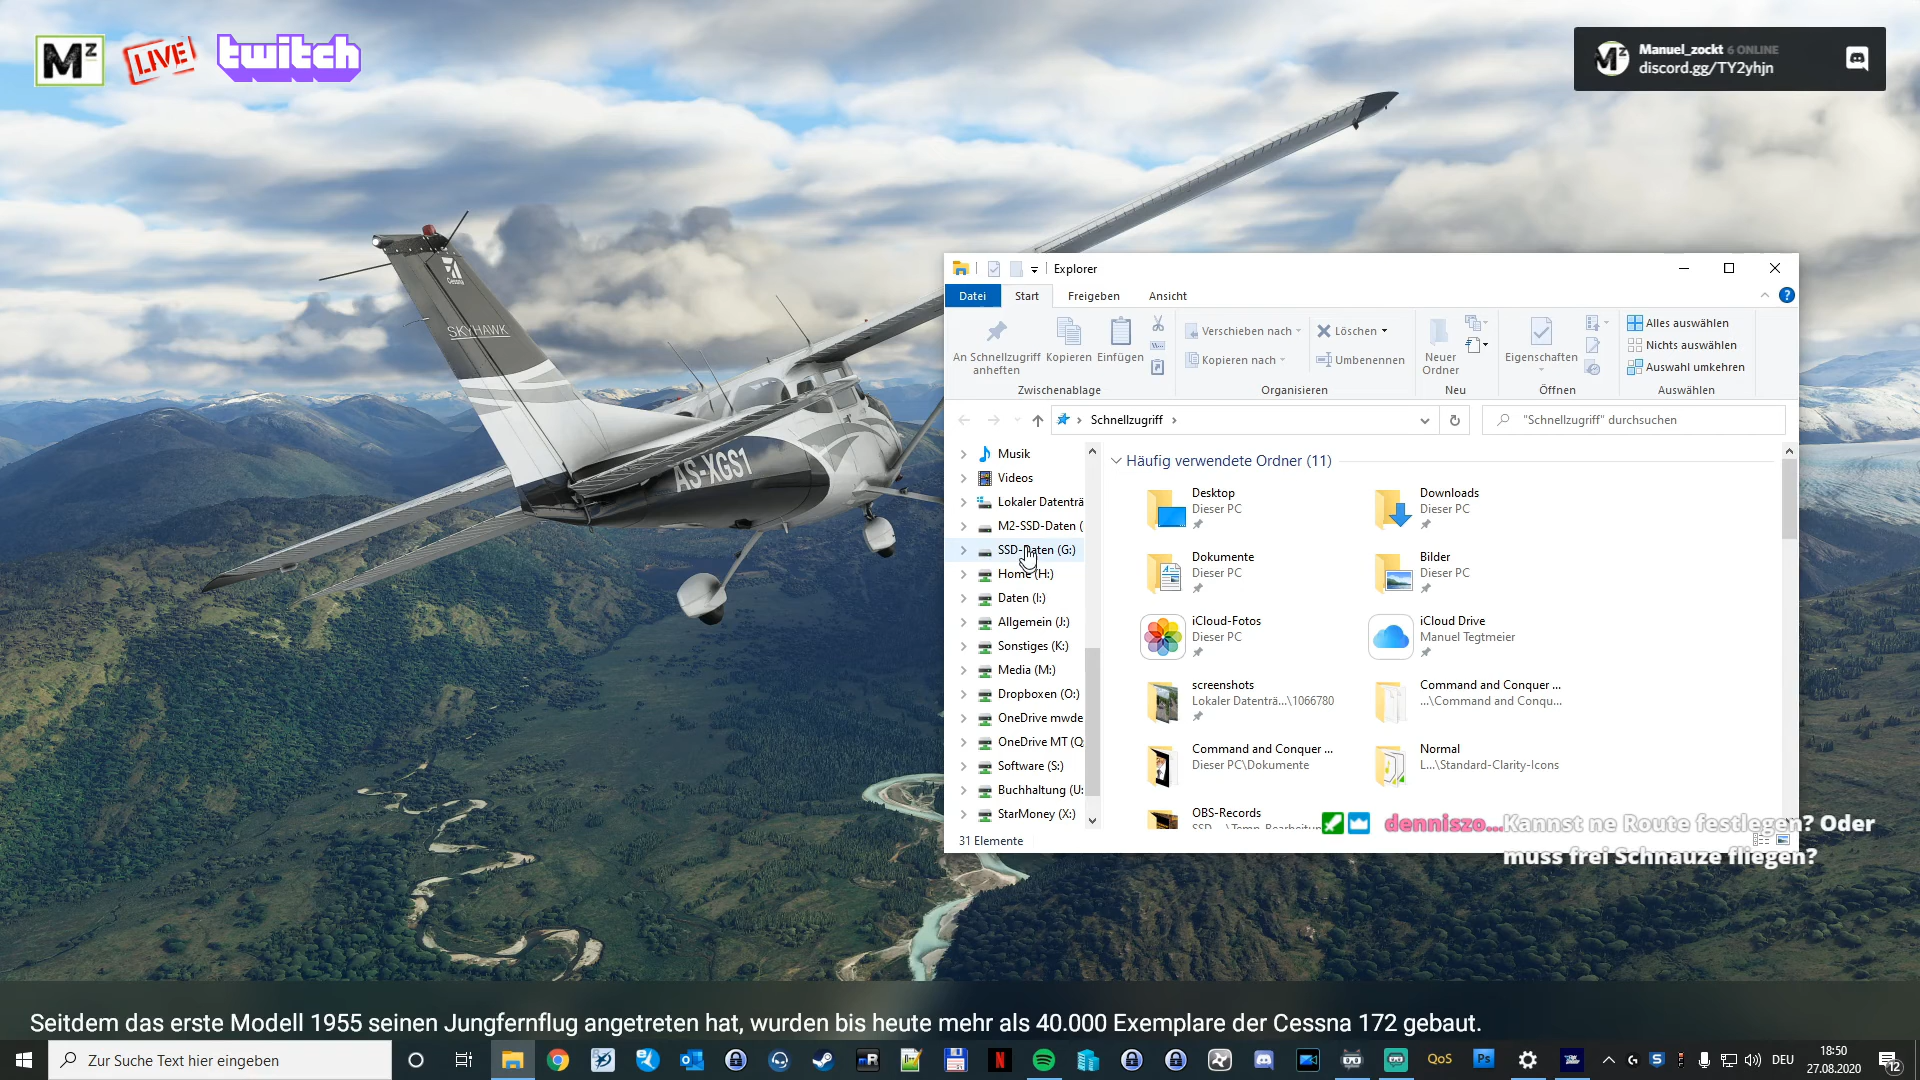 Mz
LIVE!
twitch
Manuel_zockt 6 ONLINE
discord.gg/TY2yhjn
Cessna
SKYHAWK
AS-XGS1
Explorer
Datei
Start
Freigeben
Ansicht
An Schnellzugriff
anheften
Kopieren
Einfügen
Verschieben nach
Kopieren nach
Löschen
Umbenennen
Neuer
Ordner
Eigenschaften
Alles auswählen
Nichts auswählen
Auswahl umkehren
Zwischenablage
Organisieren
Neu
Öffnen
Auswählen
Schnellzugriff
"Schnellzugriff" durchsuchen
Musik
Videos
Lokaler Datenträ
M2-SSD-Daten (
SSD-Daten (G:)
Home (H:)
Daten (I:)
Allgemein (J:)
Sonstiges (K:)
Media (M:)
Dropboxen (O:)
OneDrive mwde
OneDrive MT (Q:
Software (S:)
Buchhaltung (U:
StarMoney (X:)
Häufig verwendete Ordner (11)
Desktop
Dieser PC
Downloads
Dieser PC
Dokumente
Dieser PC
Bilder
Dieser PC
iCloud-Fotos
Dieser PC
iCloud Drive
Manuel Tegtmeier
screenshots
Lokaler Datenträ...\1066780
Command and Conquer ...
...\Command and Conqu...
Command and Conquer ...
Dieser PC\Dokumente
Normal
L...\Standard-Clarity-Icons
OBS-Records
31 Elemente
denniszo...Kannst ne Route festlegen? Oder
muss frei Schnauze fliegen?
Seitdem das erste Modell 1955 seinen Jungfernflug angetreten hat, wurden bis heute mehr als 40.000 Exemplare der Cessna 172 gebaut.
Zur Suche Text hier eingeben
QoS
Ps
DEU
18:50
27.08.2020
12